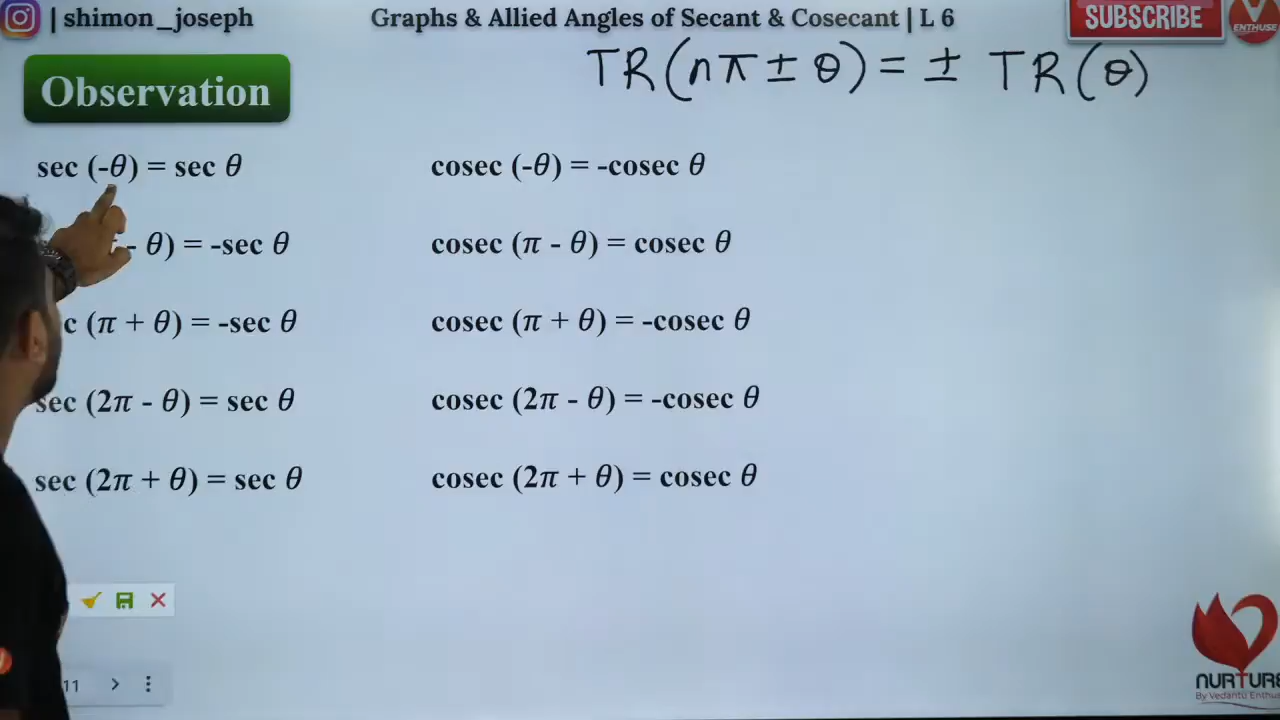 | shimon_joseph
Graphs & Allied Angles of Secant & Cosecant | L 6
SUBSCRIBE
ENTHUSE
TR(nπ ± θ) = ± TR(θ)
Observation
sec (-θ) = sec θ
cosec (-θ) = -cosec θ
- θ) = -sec θ
cosec (π - θ) = cosec θ
c (π + θ) = -sec θ
cosec (π + θ) = -cosec θ
sec (2π - θ) = sec θ
cosec (2π - θ) = -cosec θ
sec (2π + θ) = sec θ
cosec (2π + θ) = cosec θ
11
NURTURE
By Vedantu Enthus